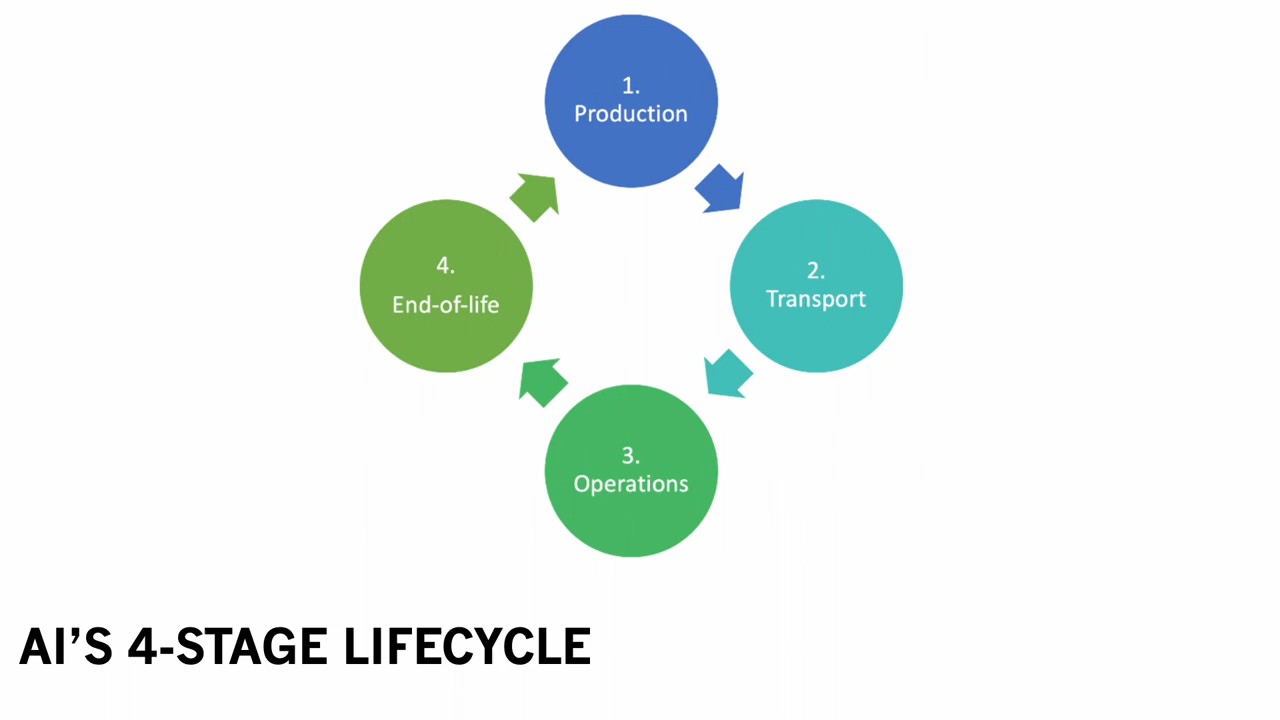 1.
Production
2.
Transport
3.
Operations
4.
End-of-life
AI’S 4-STAGE LIFECYCLE